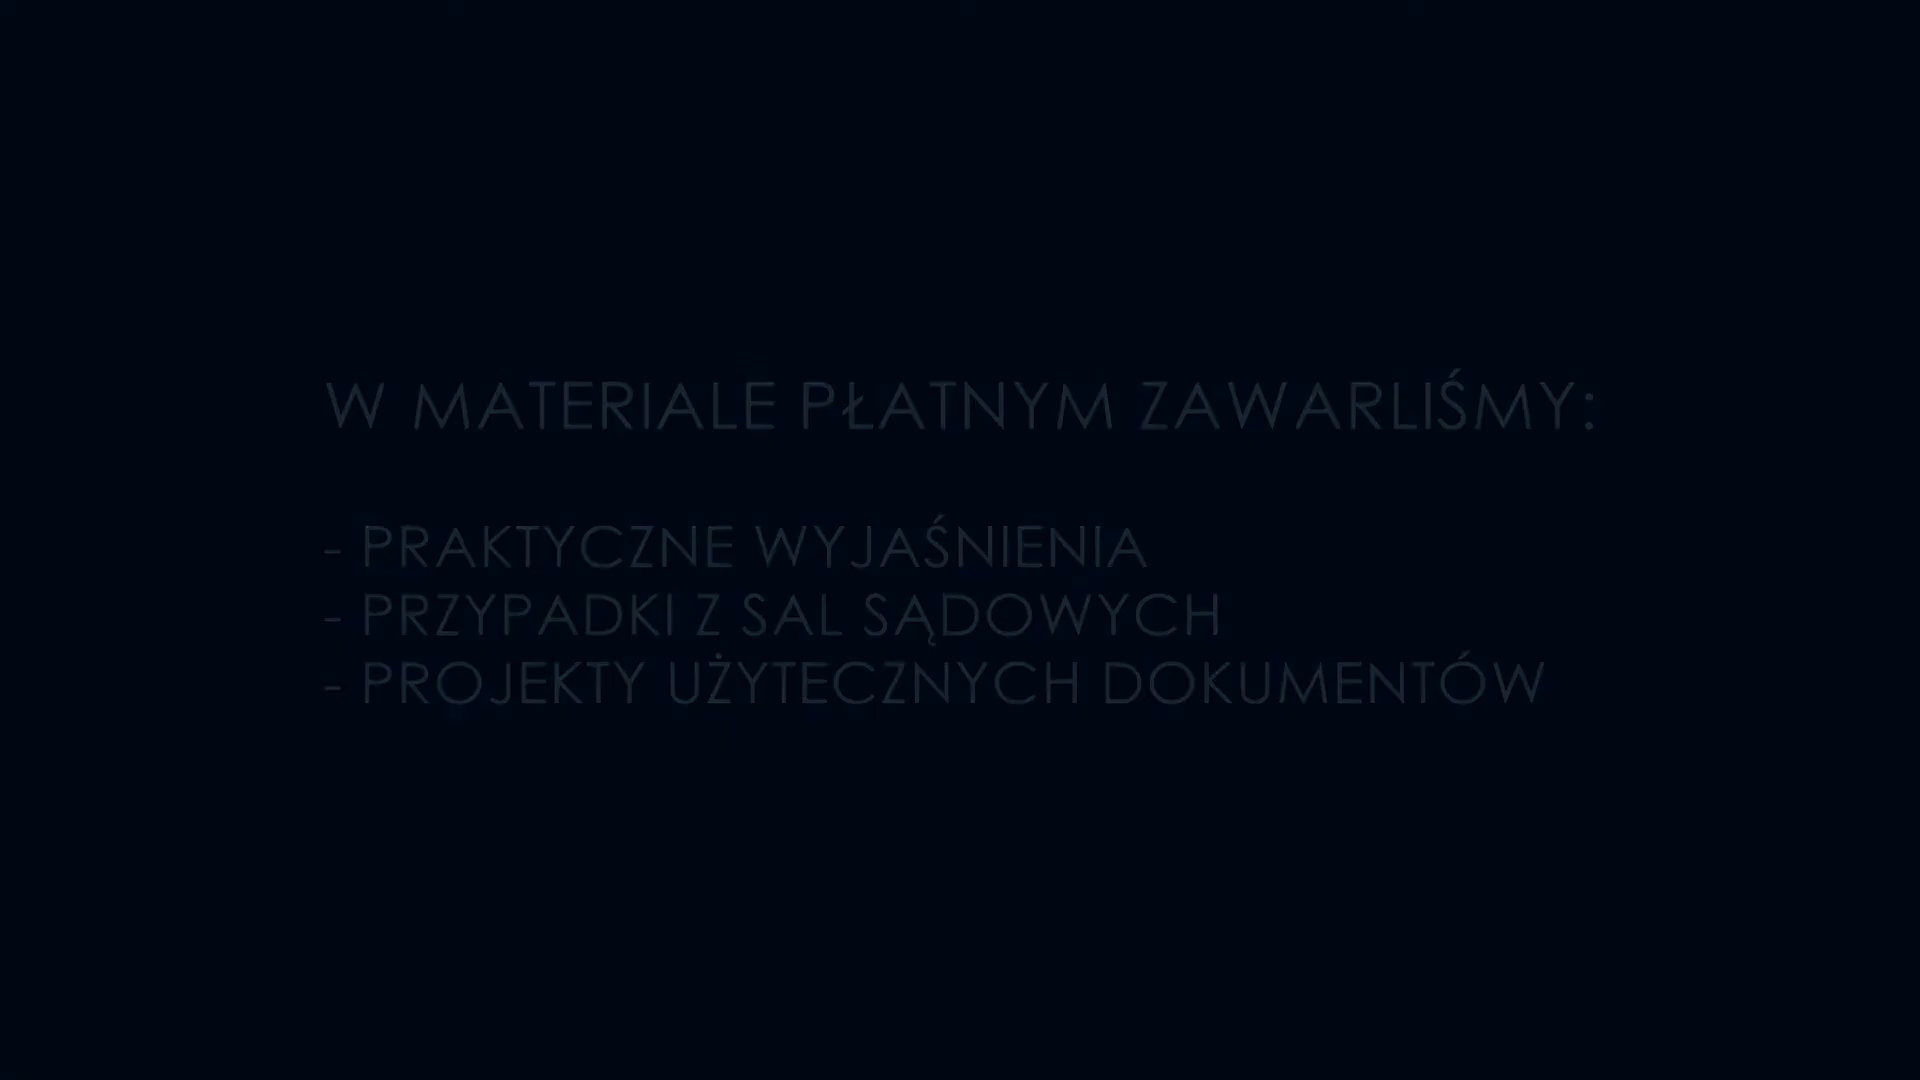 W MATERIALE PŁATNYM ZAWARLIŚMY:
- PRAKTYCZNE WYJAŚNIENIA
- PRZYPADKI Z SAL SĄDOWYCH
- PROJEKTY UŻYTECZNYCH DOKUMENTÓW